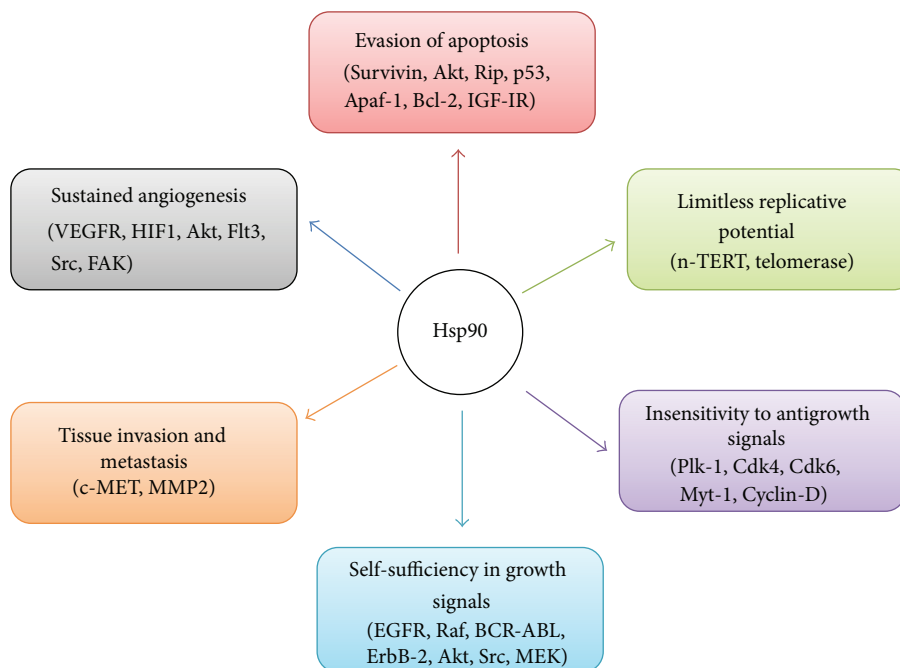 Evasion of apoptosis
(Survivin, Akt, Rip, p53,
Apaf-1, Bcl-2, IGF-IR)
Sustained angiogenesis
(VEGFR, HIF1, Akt, Flt3,
Src, FAK)
Limitless replicative
potential
(n-TERT, telomerase)
Hsp90
Tissue invasion and
metastasis
(c-MET, MMP2)
Insensitivity to antigrowth
signals
(Plk-1, Cdk4, Cdk6,
Myt-1, Cyclin-D)
Self-sufficiency in growth
signals
(EGFR, Raf, BCR-ABL,
ErbB-2, Akt, Src, MEK)